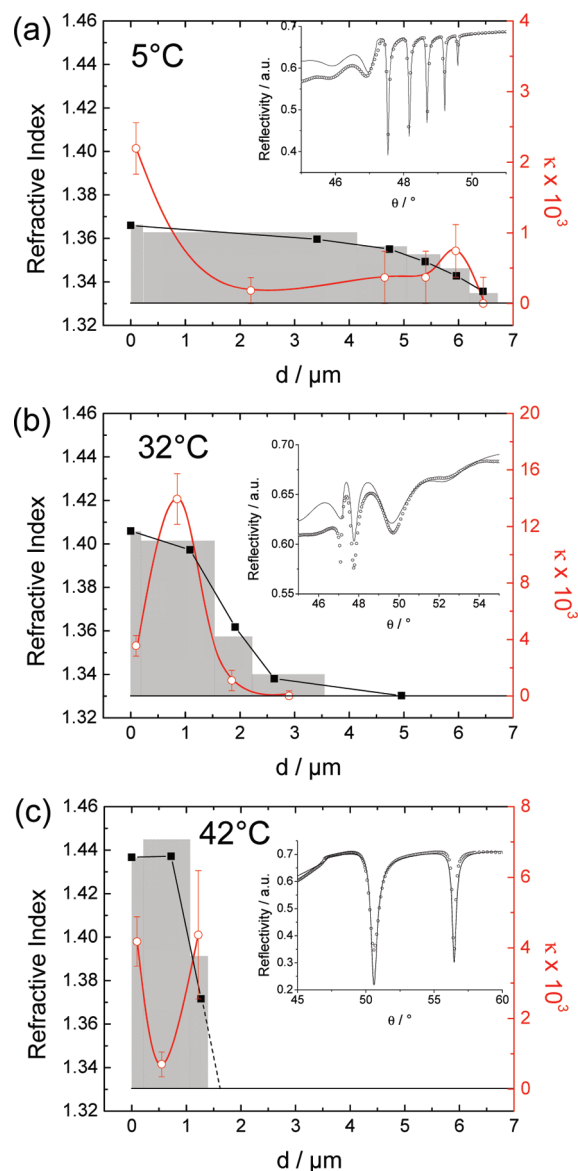 (a)
5°C
1.46
1.44
1.42
1.40
1.38
1.36
1.34
1.32
Refractive Index
0 1 2 3 4 5 6 7
d / µm
4
3
2
1
0
κ x 10³
0.7
0.6
0.5
0.4
Reflectivity / a.u.
46 48 50
θ / °
(b)
32°C
1.46
1.44
1.42
1.40
1.38
1.36
1.34
1.32
Refractive Index
0 1 2 3 4 5 6 7
d / µm
20
16
12
8
4
0
κ x 10³
0.70
0.65
0.60
0.55
Reflectivity / a.u.
46 48 50 52 54
θ / °
(c)
42°C
1.46
1.44
1.42
1.40
1.38
1.36
1.34
1.32
Refractive Index
0 1 2 3 4 5 6 7
d / µm
8
6
4
2
0
κ x 10³
0.7
0.6
0.5
0.4
0.3
0.2
Reflectivity / a.u.
45 50 55 60
θ / °